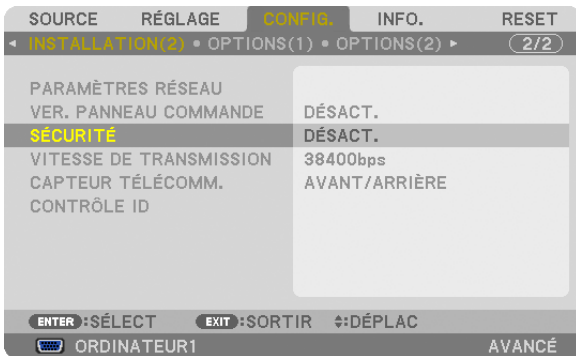 SOURCE RÉGLAGE CONFIG. INFO. RESET
◂ INSTALLATION(2) • OPTIONS(1) • OPTIONS(2) ▸ 2/2
PARAMÈTRES RÉSEAU
VER. PANNEAU COMMANDE DÉSACT.
SÉCURITÉ DÉSACT.
VITESSE DE TRANSMISSION 38400bps
CAPTEUR TÉLÉCOMM. AVANT/ARRIÈRE
CONTRÔLE ID
ENTER :SÉLECT EXIT :SORTIR ⬍:DÉPLAC
ORDINATEUR1 AVANCÉ